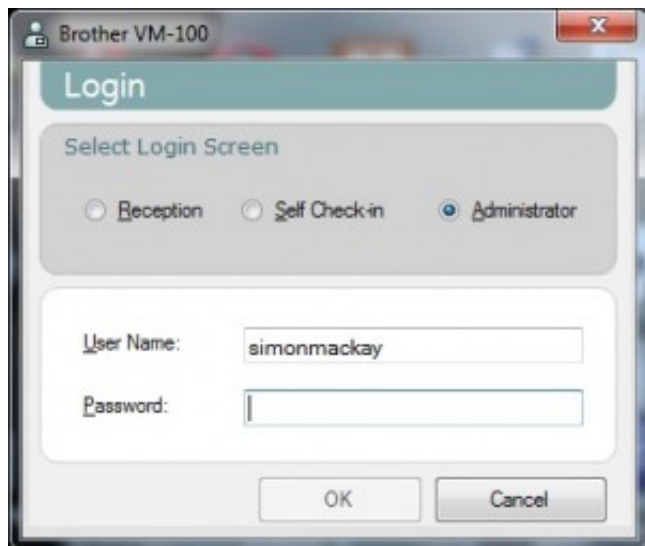 Brother VM-100
Login
Select Login Screen
Reception Self Check-in Administrator
User Name: simonmackay
Password:
OK Cancel